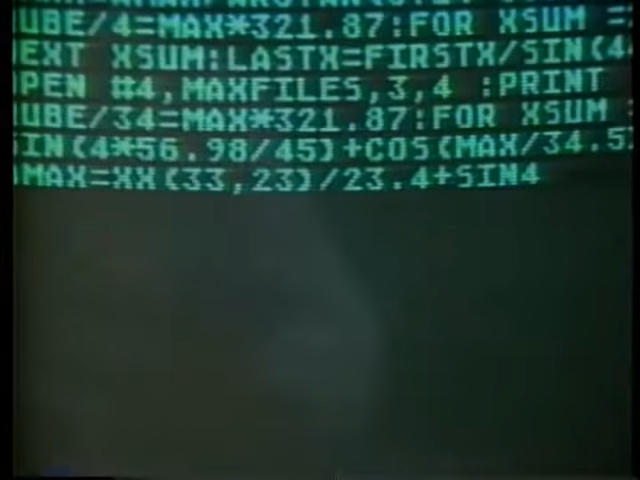 UBE/4=MAX*321.87:FOR XSUM =
EXT XSUM:LASTX=FIRSTX/SIN(4
PEN #4,MAXFILES,3,4 :PRINT
UBE/34=MAX*321.87:FOR XSUM
SIN(4*56.98/45)+COS(MAX/34.5
MAX=XX(33,23)/23.4+SIN4